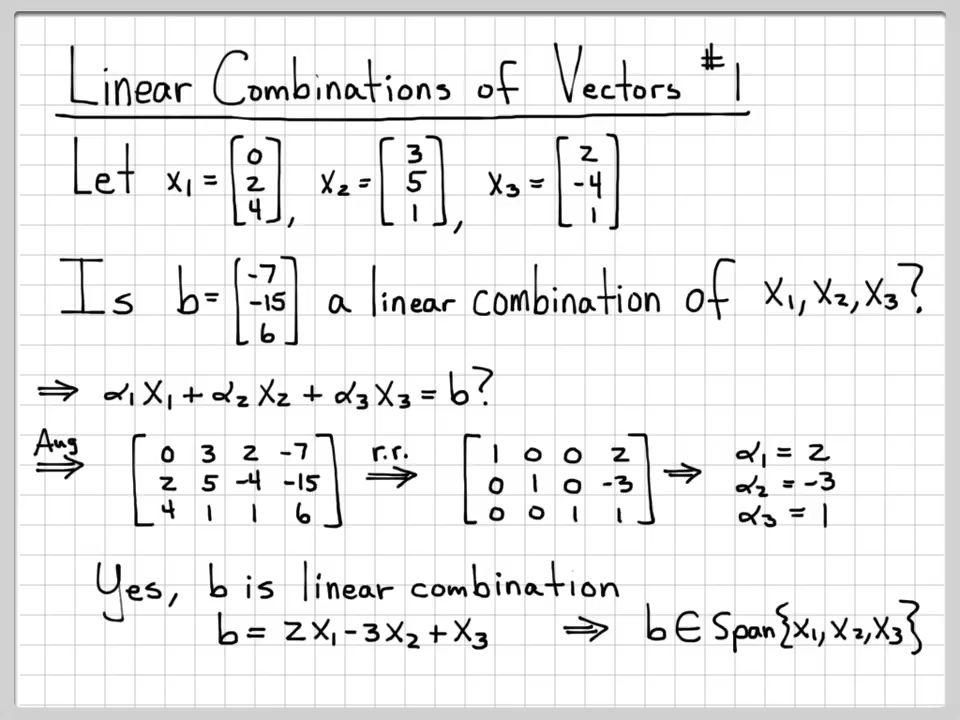 Linear Combinations of Vectors #1
Let x₁ = [0 2 4], x₂ = [3 5 1], x₃ = [2 -4 1]
Is b = [-7 -15 6] a linear combination of x₁, x₂, x₃?
⇒ α₁x₁ + α₂x₂ + α₃x₃ = b?
Aug ⇒ [0 3 2 -7 r.r. ⇒ [1 0 0 2 ⇒ α₁ = 2
2 5 -4 -15 0 1 0 -3 α₂ = -3
4 1 1 6] 0 0 1 1] α₃ = 1
Yes, b is linear combination
b = 2x₁ - 3x₂ + x₃ ⇒ b ∈ Span{x₁, x₂, x₃}